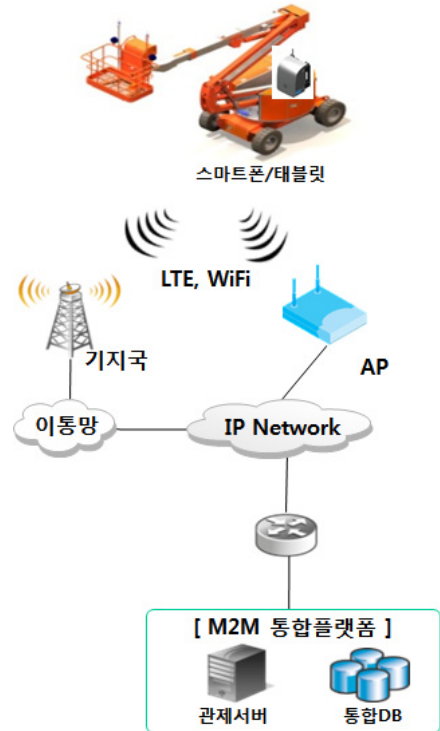 스마트폰/태블릿
LTE, WiFi
기지국
AP
이통망
IP Network
[ M2M 통합플랫폼 ]
관제서버
통합DB